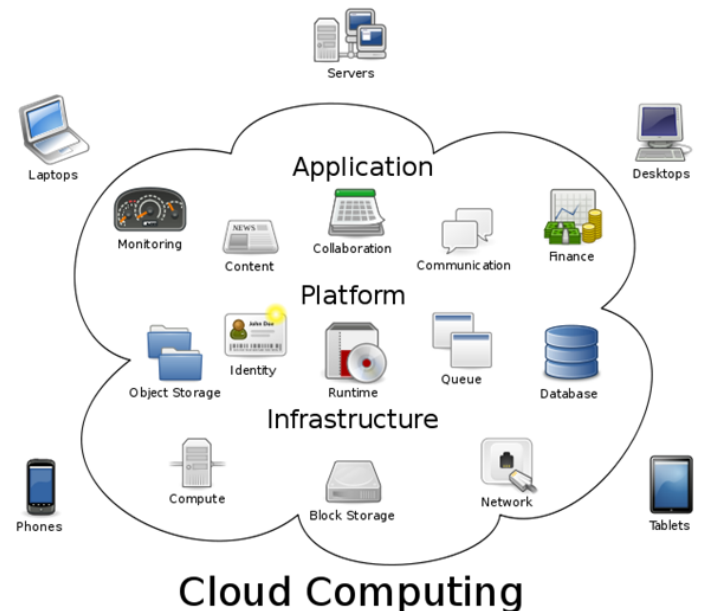 Servers
Laptops
Desktops
Application
Monitoring
NEWS
Content
Collaboration
Communication
Finance
Platform
Object Storage
John Doe
Identity
Runtime
Queue
Database
Infrastructure
Compute
Block Storage
Network
Phones
Tablets
Cloud Computing